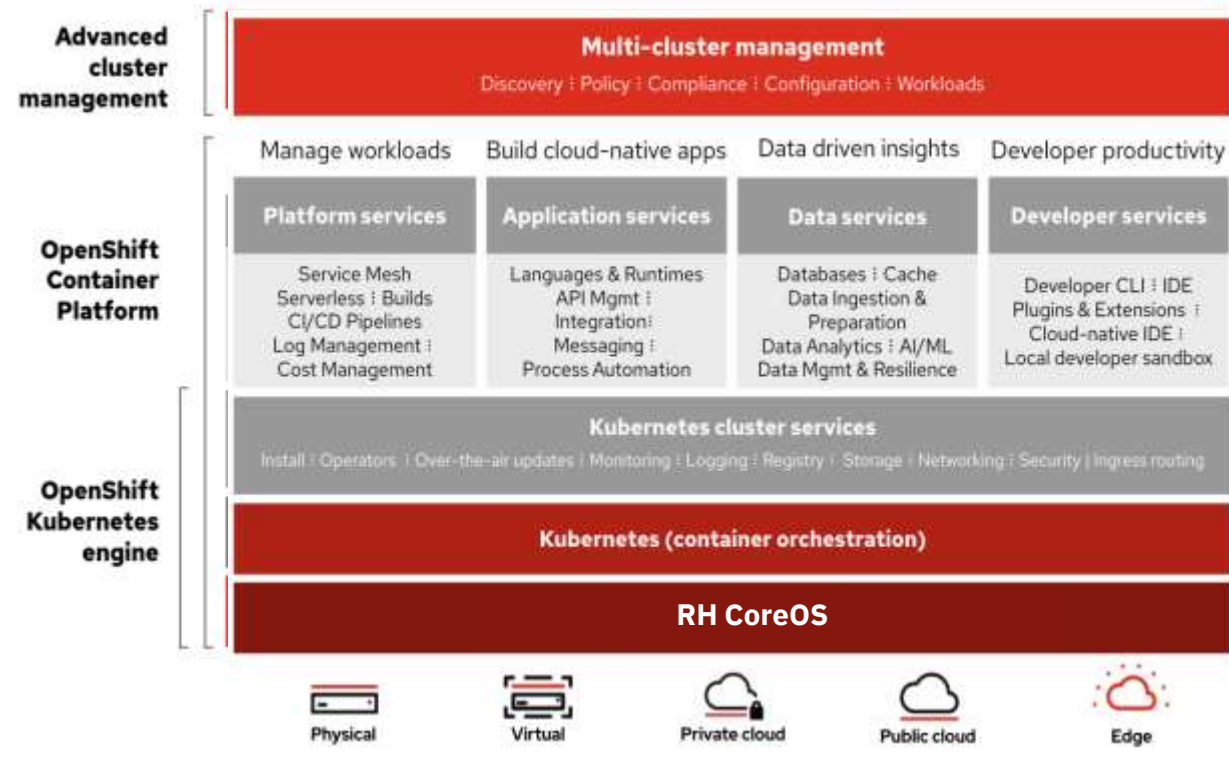 Advanced
cluster
management
Multi-cluster management
Discovery ⁝ Policy ⁝ Compliance ⁝ Configuration ⁝ Workloads
OpenShift
Container
Platform
Manage workloads
Build cloud-native apps
Data driven insights
Developer productivity
Platform services
Application services
Data services
Developer services
Service Mesh
Serverless ⁝ Builds
CI/CD Pipelines
Log Management ⁝
Cost Management
Languages & Runtimes
API Mgmt ⁝
Integration⁝
Messaging ⁝
Process Automation
Databases ⁝ Cache
Data Ingestion &
Preparation
Data Analytics ⁝ AI/ML
Data Mgmt & Resilience
Developer CLI ⁝ IDE
Plugins & Extensions ⁝
Cloud-native IDE ⁝
Local developer sandbox
OpenShift
Kubernetes
engine
Kubernetes cluster services
Install ⁝ Operators ⁝ Over-the-air updates ⁝ Monitoring ⁝ Logging ⁝ Registry ⁝ Storage ⁝ Networking ⁝ Security | Ingress routing
Kubernetes (container orchestration)
RH CoreOS
Physical
Virtual
Private cloud
Public cloud
Edge